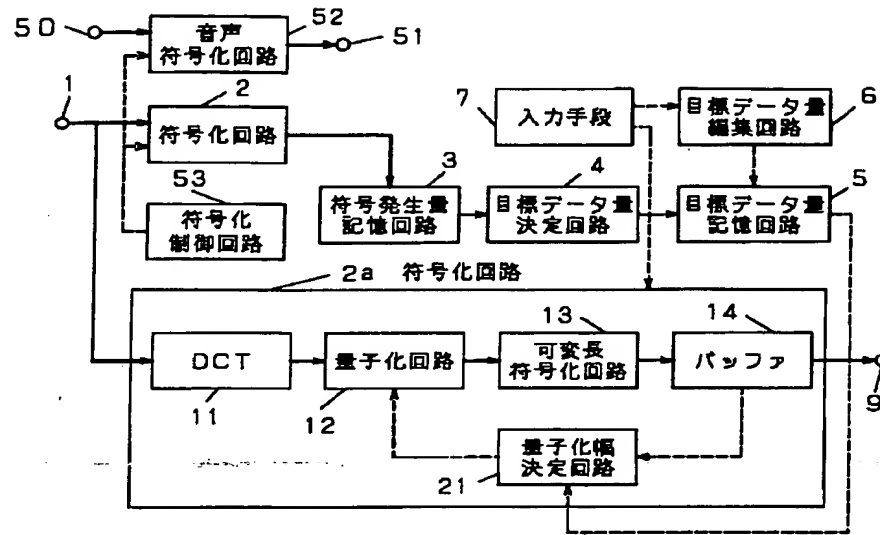 50
音声
符号化回路
52
51
1
2
符号化回路
7
入力手段
目標データ量
編集回路
6
53
符号化
制御回路
3
符号発生量
記憶回路
4
目標データ量
決定回路
5
目標データ量
記憶回路
2a 符号化回路
DCT
11
量子化回路
12
13
可変長
符号化回路
14
バッファ
9
量子化幅
決定回路
21